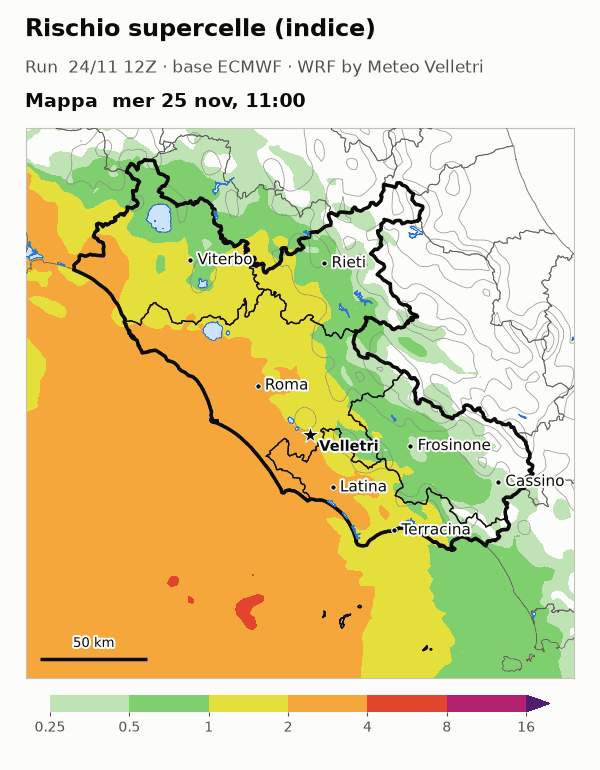 Rischio supercelle (indice)
Run  24/11 12Z · base ECMWF · WRF by Meteo Velletri
Mappa  mer 25 nov, 11:00
Viterbo
Rieti
Roma
Velletri
Frosinone
Cassino
Latina
Terracina
50 km
0.25 0.5 1 2 4 8 16